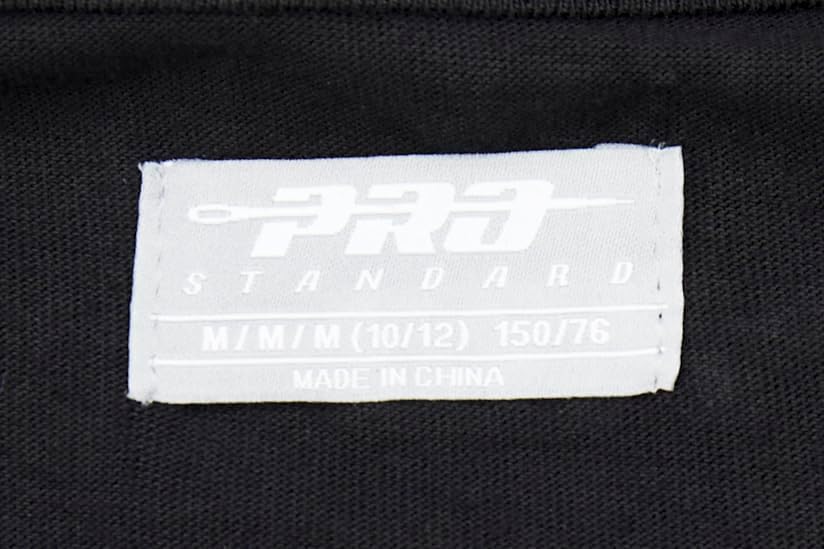 PRO
STANDARD
M/M/M (10/12) 150/76
MADE IN CHINA